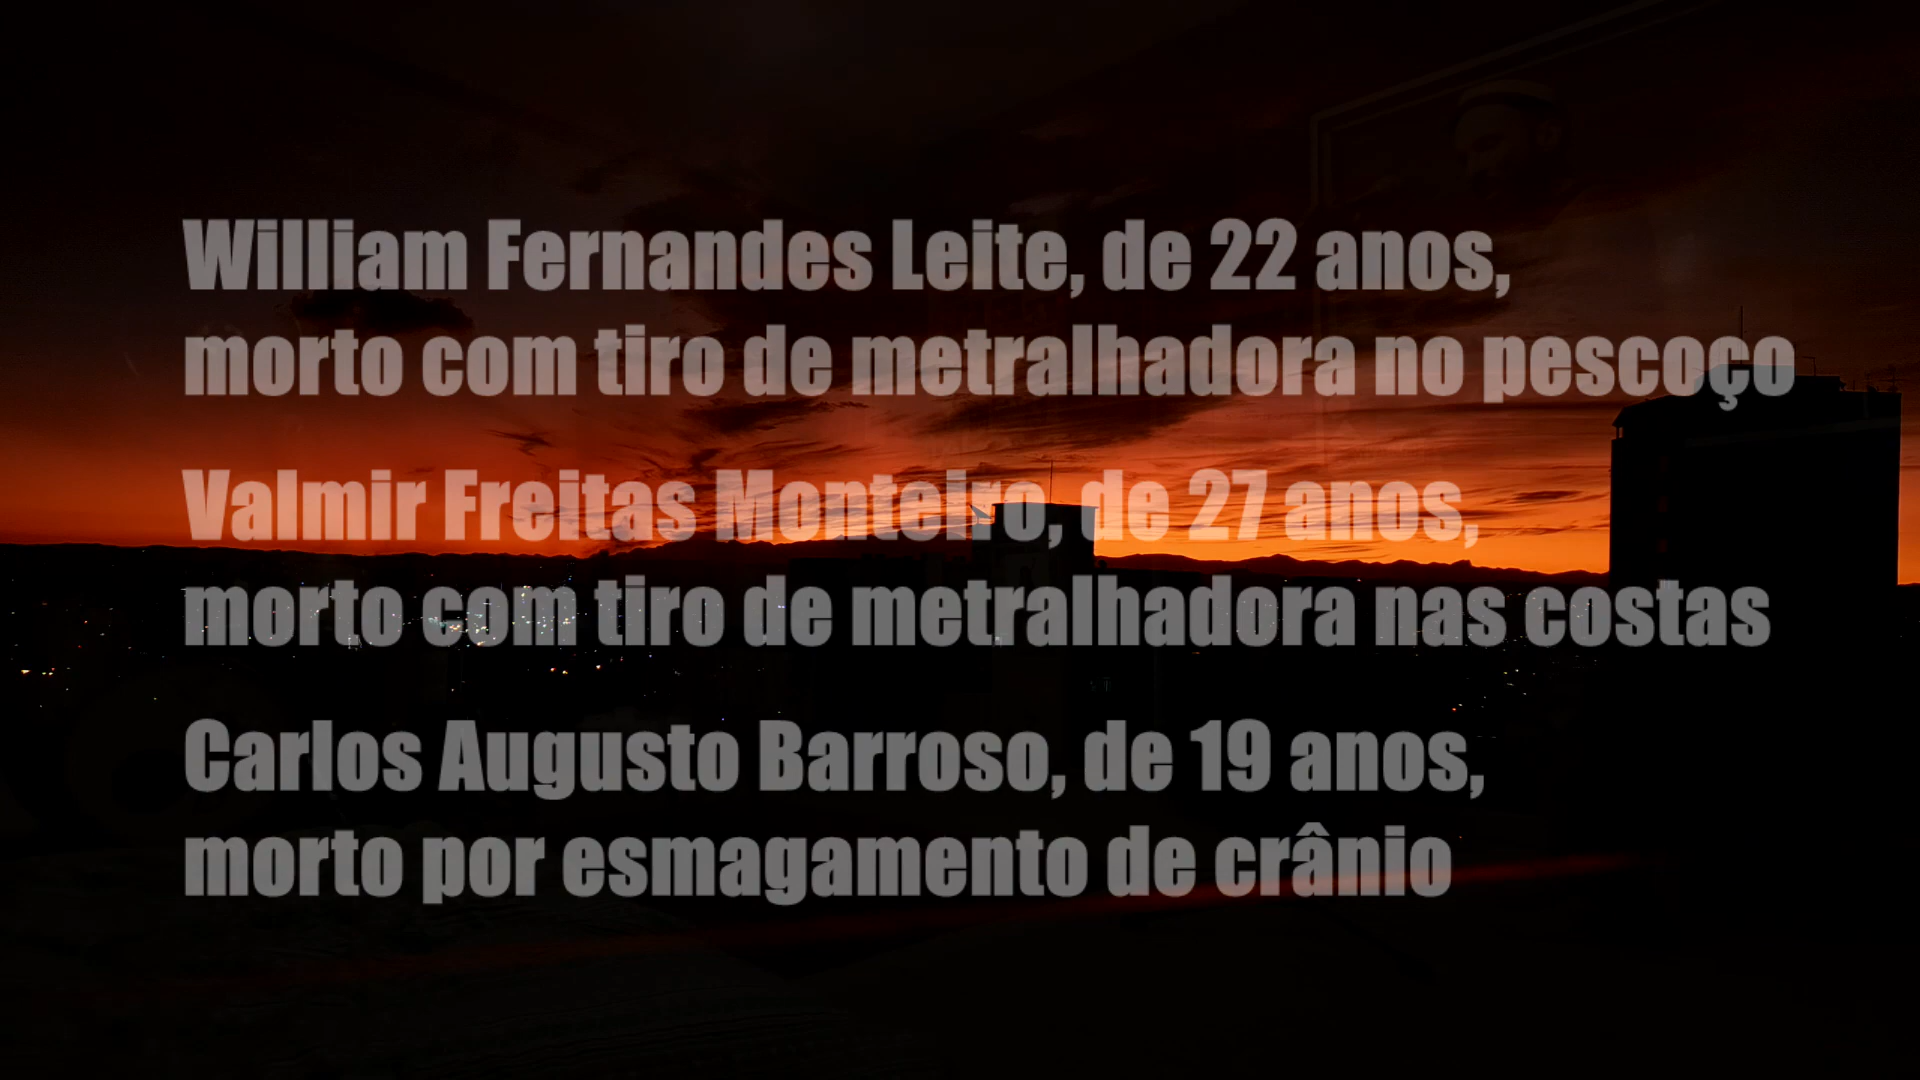 William Fernandes Leite, de 22 anos,
morto com tiro de metralhadora no pescoço
Valmir Freitas Monteiro, de 27 anos,
morto com tiro de metralhadora nas costas
Carlos Augusto Barroso, de 19 anos,
morto por esmagamento de crânio